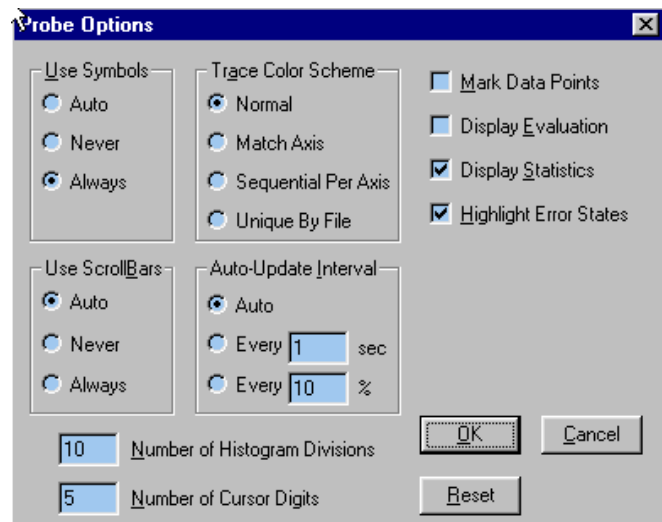 Probe Options
Use Symbols
Auto
Never
Always
Trace Color Scheme
Normal
Match Axis
Sequential Per Axis
Unique By File
Mark Data Points
Display Evaluation
Display Statistics
Highlight Error States
Use ScrollBars
Auto
Never
Always
Auto-Update Interval
Auto
Every 1 sec
Every 10 %
10 Number of Histogram Divisions
5 Number of Cursor Digits
OK
Cancel
Reset